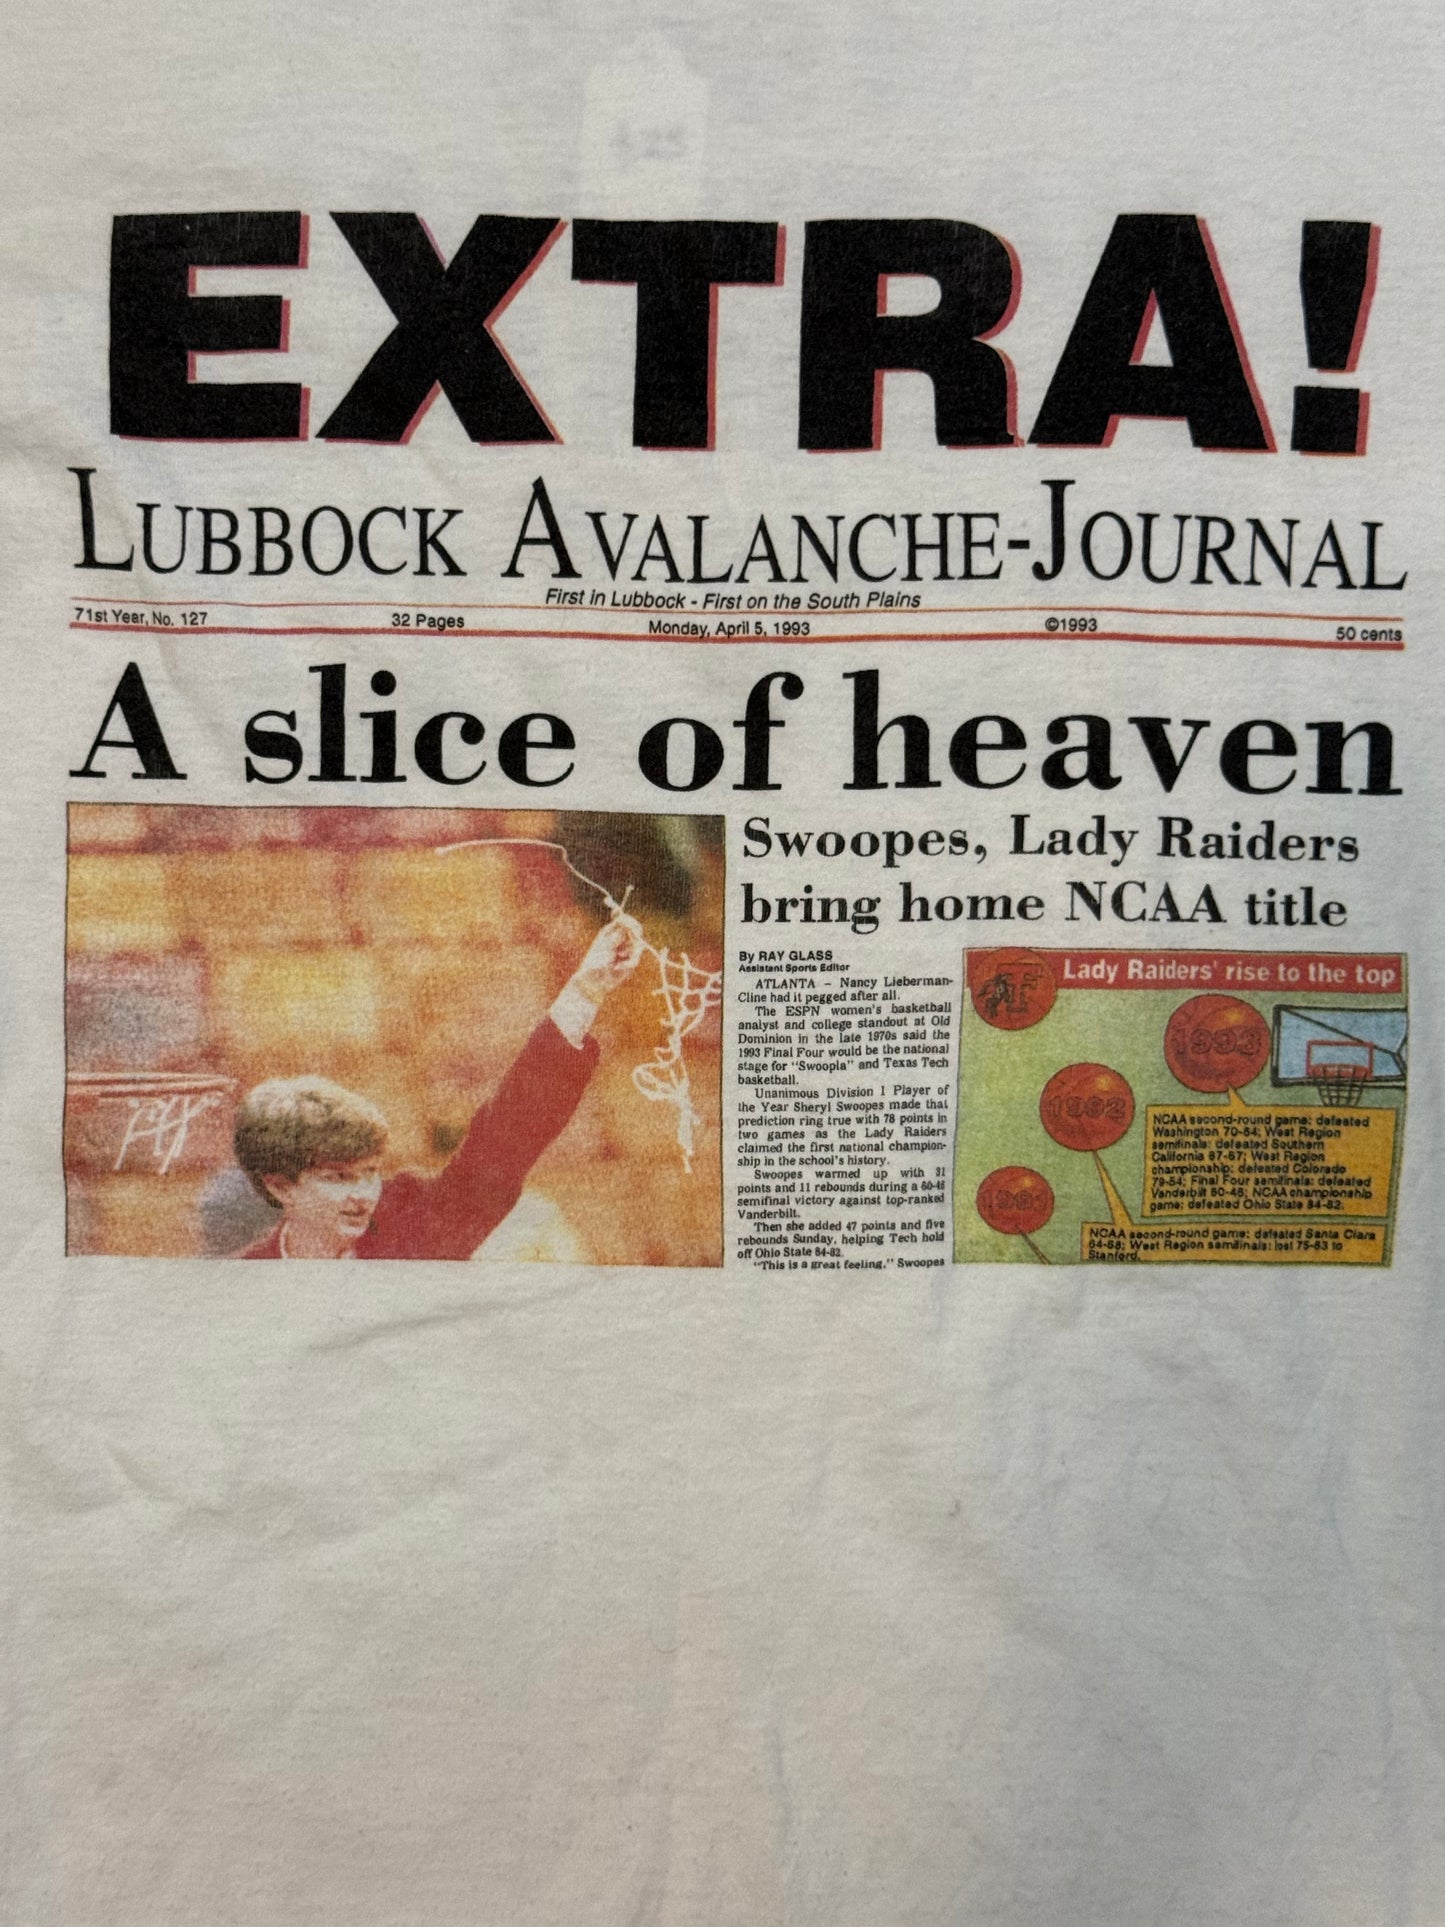 EXTRA!
LUBBOCK AVALANCHE-JOURNAL
First in Lubbock - First on the South Plains
71st Year, No. 127 32 Pages Monday, April 5, 1993 ©1993 50 cents
A slice of heaven
Swoopes, Lady Raiders
bring home NCAA title
By RAY GLASS
Assistant Sports Editor
ATLANTA – Nancy Lieberman-
Cline had it pegged after all.
The ESPN women's basketball
analyst and college standout at Old
Dominion in the late 1970s said the
1993 Final Four would be the national
stage for "Swoopla" and Texas Tech
basketball.
Unanimous Division I Player of
the Year Sheryl Swoopes made that
prediction ring true with 78 points in
two games as the Lady Raiders
claimed the first national champion-
ship in the school's history.
Swoopes warmed up with 31
points and 11 rebounds during a 60-46
semifinal victory against top-ranked
Vanderbilt.
Then she added 47 points and five
rebounds Sunday, helping Tech hold
off Ohio State 84-82.
"This is a great feeling," Swoopes
Lady Raiders' rise to the top
1993
NCAA second-round game: defeated
Washington 70-64; West Region
semifinals: defeated Southern
California 87-67; West Region
championship: defeated Colorado
79-54; Final Four semifinals: defeated
Vanderbilt 60-46; NCAA championship
game: defeated Ohio State 84-82.
1992
NCAA second-round game: defeated Santa Clara
64-58; West Region semifinals: lost 75-63 to
Stanford.
1991